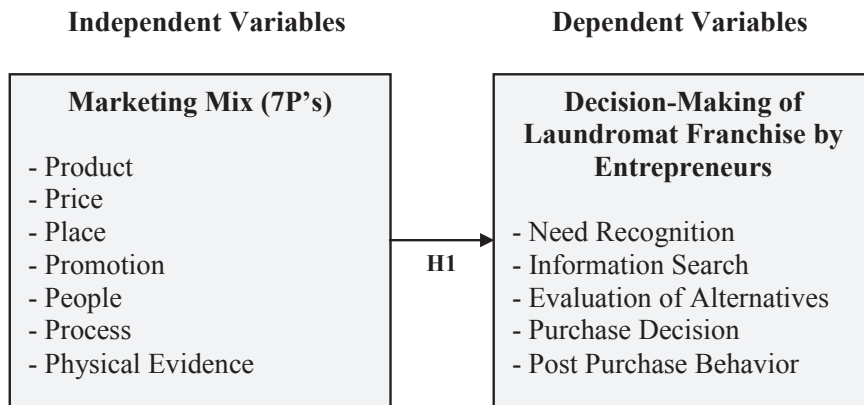 Independent Variables
Marketing Mix (7P’s)
- Product
- Price
- Place
- Promotion
- People
- Process
- Physical Evidence
H1
Dependent Variables
Decision-Making of
Laundromat Franchise by
Entrepreneurs
- Need Recognition
- Information Search
- Evaluation of Alternatives
- Purchase Decision
- Post Purchase Behavior